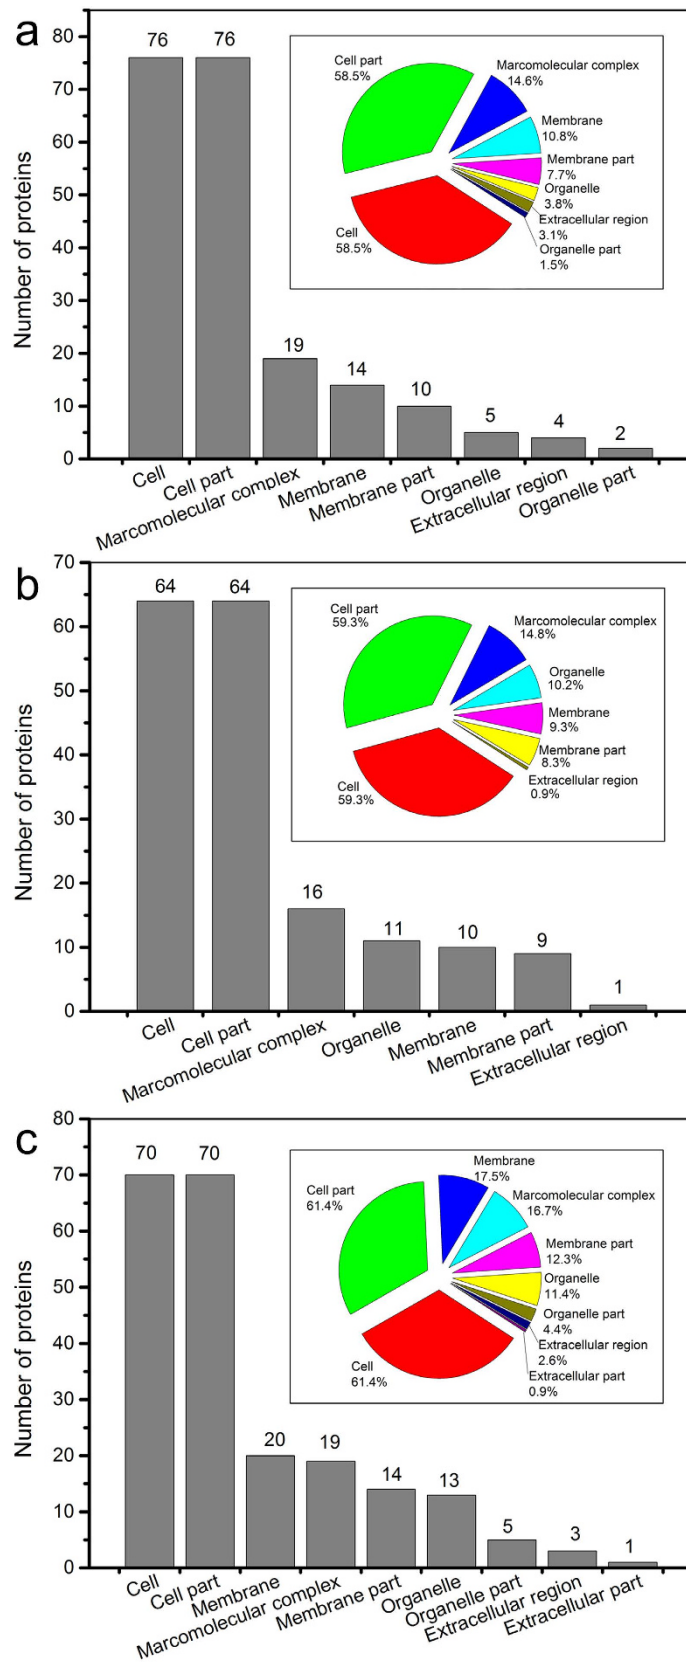 a
Number of proteins
80
70
60
50
40
30
20
10
0
76
76
19
14
10
5
4
2
Cell
Cell part
Marcomolecular complex
Membrane
Membrane part
Organelle
Extracellular region
Organelle part
Cell part
58.5%
Marcomolecular complex
14.6%
Membrane
10.8%
Membrane part
7.7%
Organelle
3.8%
Extracellular region
3.1%
Organelle part
1.5%
Cell
58.5%
b
Number of proteins
70
60
50
40
30
20
10
0
64
64
16
11
10
9
1
Cell
Cell part
Marcomolecular complex
Organelle
Membrane
Membrane part
Extracellular region
Cell part
59.3%
Marcomolecular complex
14.8%
Organelle
10.2%
Membrane
9.3%
Membrane part
8.3%
Extracellular region
0.9%
Cell
59.3%
c
Number of proteins
80
70
60
50
40
30
20
10
0
70
70
20
19
14
13
5
3
1
Cell
Cell part
Membrane
Marcomolecular complex
Membrane part
Organelle
Organelle part
Extracellular region
Extracellular part
Cell part
61.4%
Membrane
17.5%
Marcomolecular complex
16.7%
Membrane part
12.3%
Organelle
11.4%
Organelle part
4.4%
Extracellular region
2.6%
Extracellular part
0.9%
Cell
61.4%